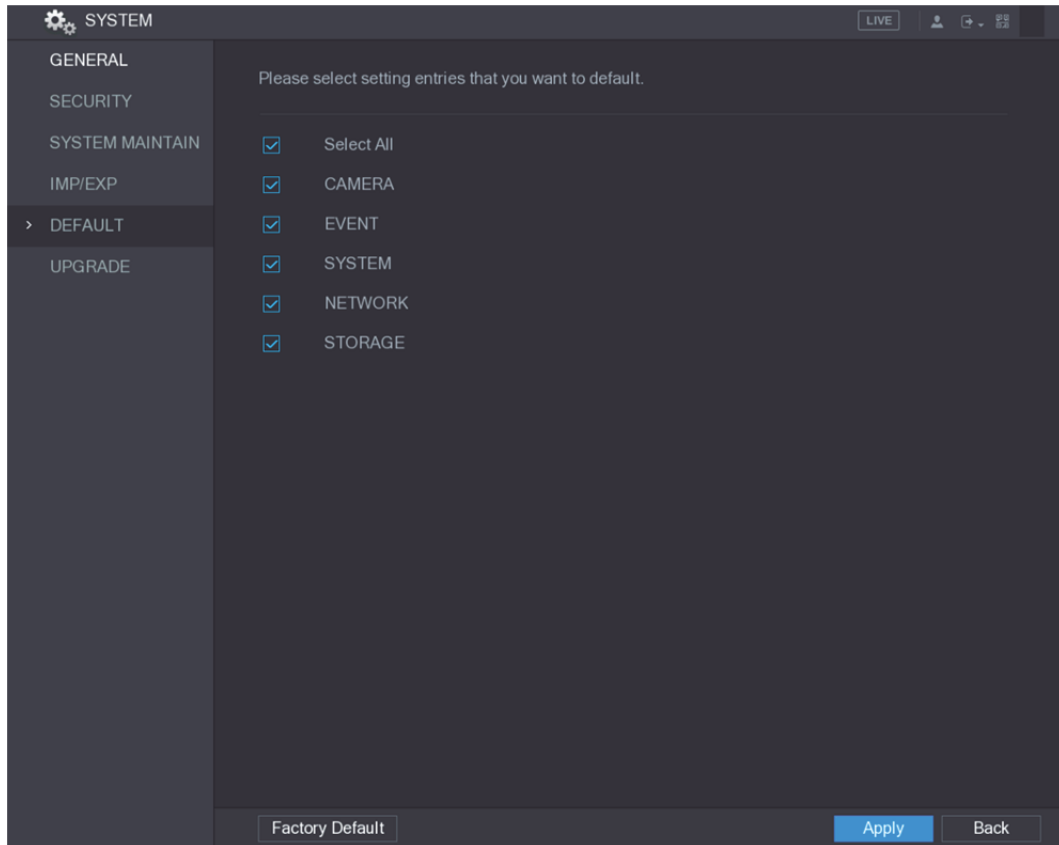 SYSTEM
LIVE
GENERAL
SECURITY
SYSTEM MAINTAIN
IMP/EXP
> DEFAULT
UPGRADE
Please select setting entries that you want to default.
Select All
CAMERA
EVENT
SYSTEM
NETWORK
STORAGE
Factory Default
Apply
Back